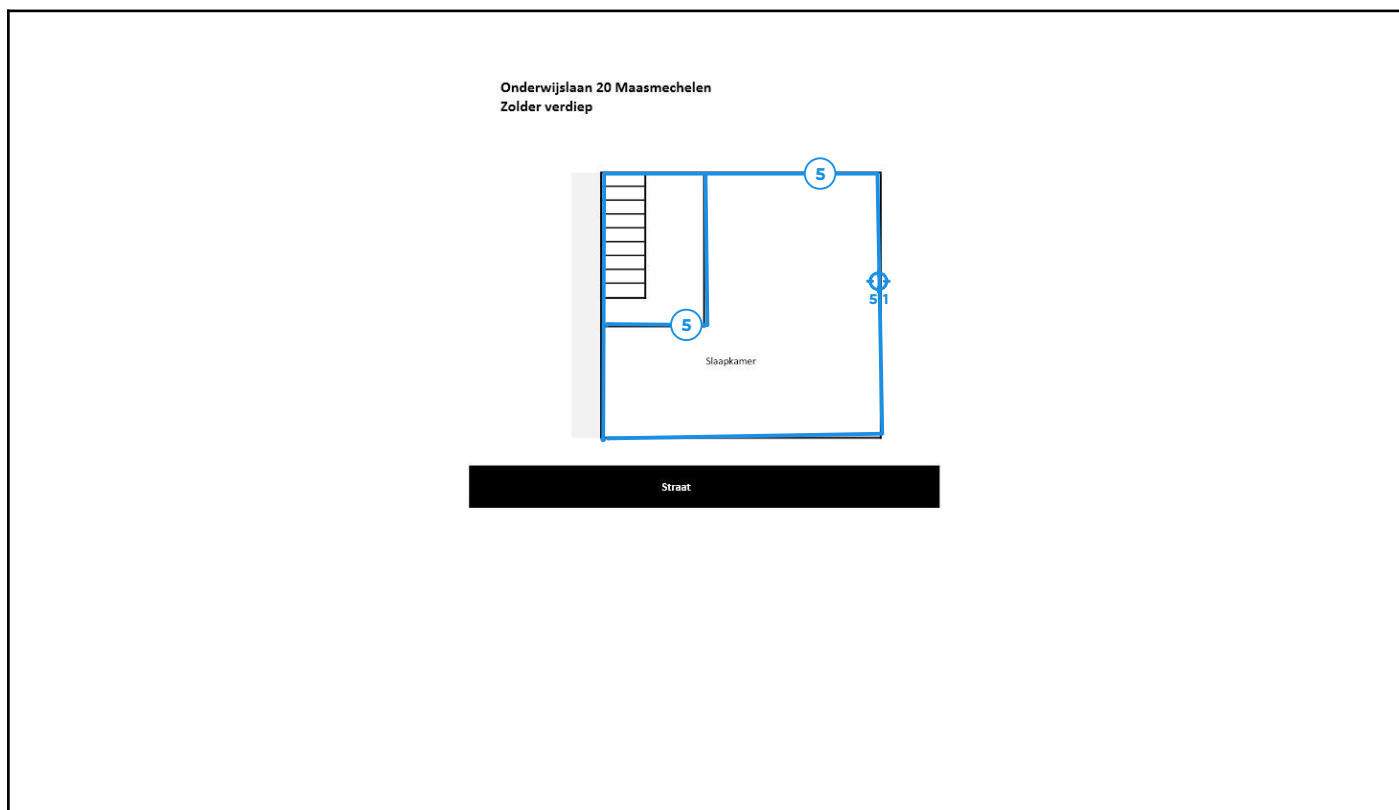 Onderwijslaan 20 Maasmechelen
Zolder verdiep
5
5 1
5
Slaapkamer
Straat